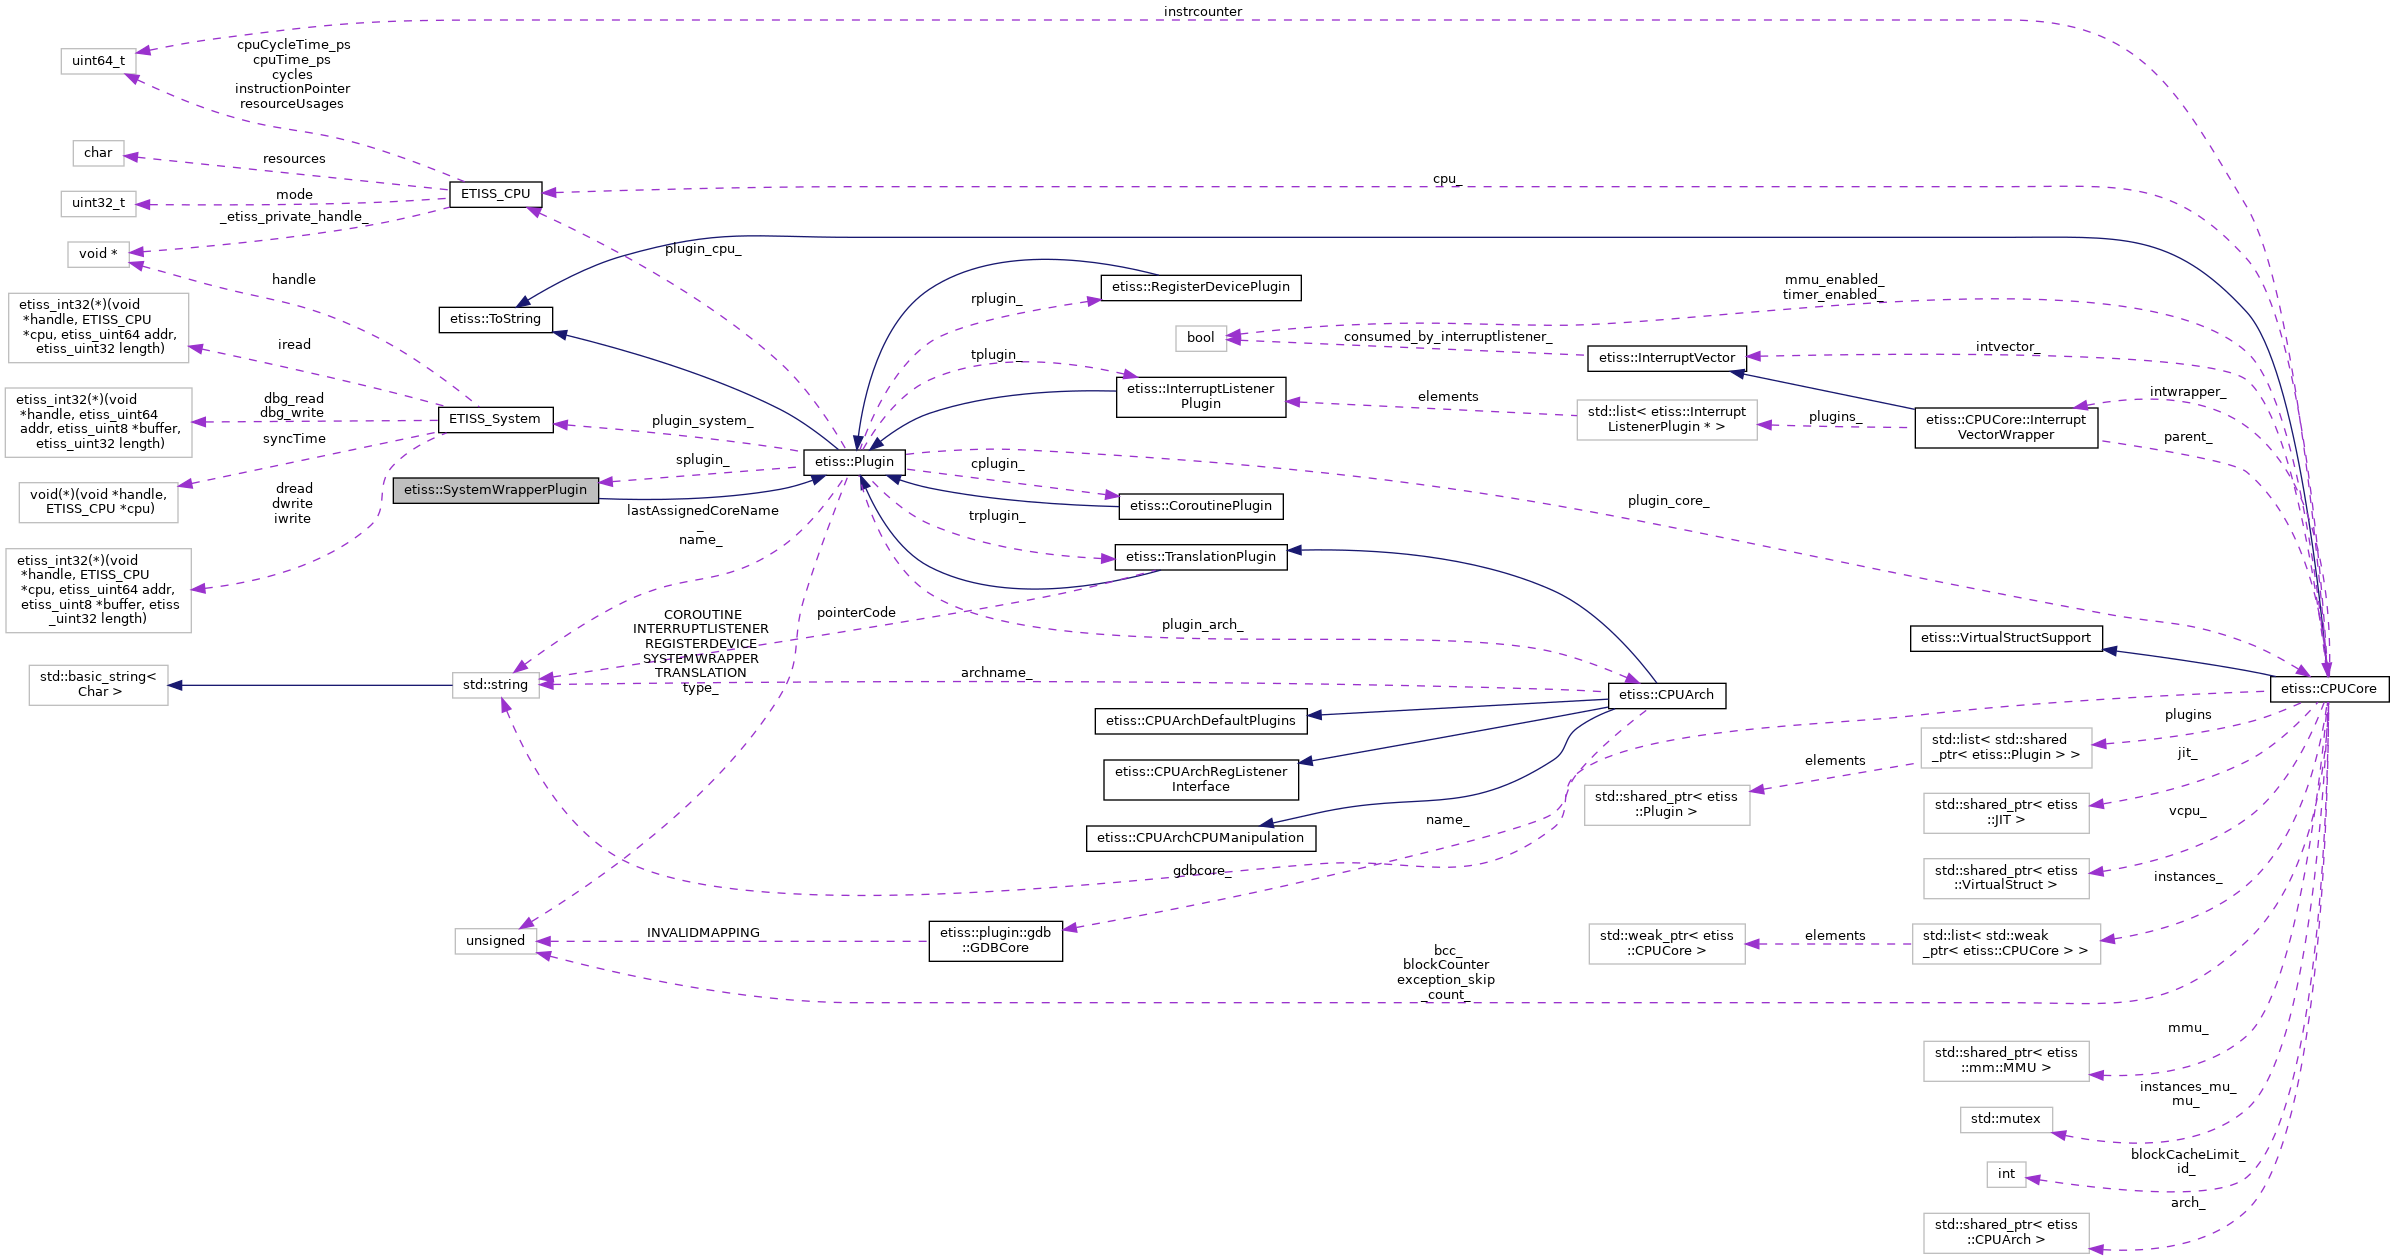 instrcounter
uint64_t
cpuCycleTime_ps
cpuTime_ps
cycles
instructionPointer
resourceUsages
char
resources
uint32_t
mode
ETISS_CPU
cpu_
_etiss_private_handle_
void *
handle
plugin_cpu_
etiss_int32(*)(void
*handle, ETISS_CPU
*cpu, etiss_uint64 addr,
etiss_uint32 length)
iread
etiss::ToString
rplugin_
etiss::RegisterDevicePlugin
mmu_enabled_
timer_enabled_
bool
consumed_by_interruptlistener_
etiss::InterruptVector
intvector_
tplugin_
etiss::InterruptListener
Plugin
elements
std::list< etiss::Interrupt
ListenerPlugin * >
plugins_
etiss::CPUCore::Interrupt
VectorWrapper
intwrapper_
parent_
etiss_int32(*)(void
*handle, etiss_uint64
addr, etiss_uint8 *buffer,
etiss_uint32 length)
dbg_read
dbg_write
ETISS_System
syncTime
plugin_system_
splugin_
etiss::Plugin
etiss::SystemWrapperPlugin
cplugin_
etiss::CoroutinePlugin
plugin_core_
void(*)(void *handle,
ETISS_CPU *cpu)
dread
dwrite
iwrite
lastAssignedCoreName
_
name_
trplugin_
etiss::TranslationPlugin
etiss_int32(*)(void
*handle, ETISS_CPU
*cpu, etiss_uint64 addr,
etiss_uint8 *buffer, etiss
_uint32 length)
COROUTINE
INTERRUPTLISTENER
REGISTERDEVICE
SYSTEMWRAPPER
TRANSLATION
type_
pointerCode
plugin_arch_
etiss::VirtualStructSupport
std::basic_string<
Char >
std::string
archname_
etiss::CPUArch
etiss::CPUCore
etiss::CPUArchDefaultPlugins
plugins
std::list< std::shared
_ptr< etiss::Plugin > >
jit_
etiss::CPUArchRegListener
Interface
elements
std::shared_ptr< etiss
::Plugin >
std::shared_ptr< etiss
::JIT >
vcpu_
name_
etiss::CPUArchCPUManipulation
gdbcore_
std::shared_ptr< etiss
::VirtualStruct >
instances_
unsigned
INVALIDMAPPING
etiss::plugin::gdb
::GDBCore
std::weak_ptr< etiss
::CPUCore >
elements
std::list< std::weak
_ptr< etiss::CPUCore > >
bcc_
blockCounter
exception_skip
_count_
mmu_
std::shared_ptr< etiss
::mm::MMU >
instances_mu_
mu_
std::mutex
blockCacheLimit_
id_
int
arch_
std::shared_ptr< etiss
::CPUArch >